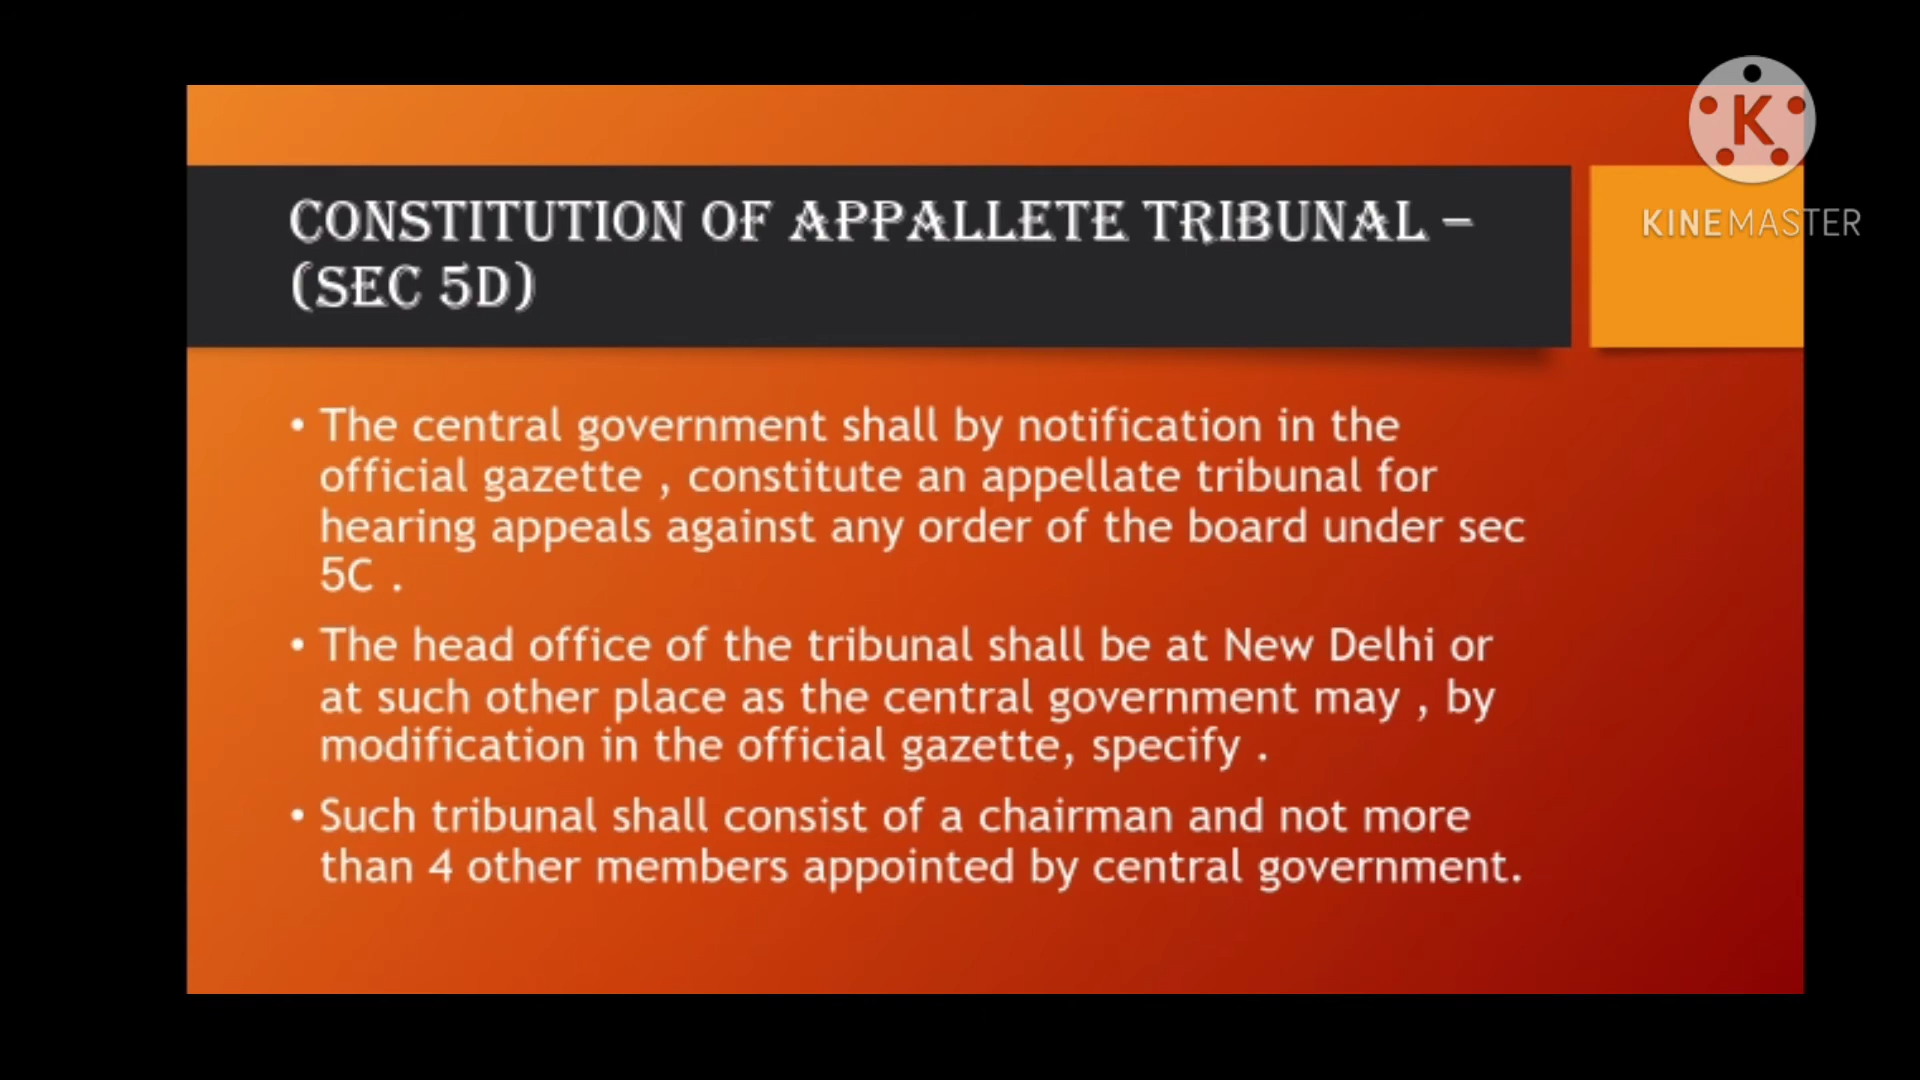 K
KINEMASTER
CONSTITUTION OF APPALLETE TRIBUNAL –
(SEC 5D)
• The central government shall by notification in the
official gazette , constitute an appellate tribunal for
hearing appeals against any order of the board under sec
5C .
• The head office of the tribunal shall be at New Delhi or
at such other place as the central government may , by
modification in the official gazette, specify .
• Such tribunal shall consist of a chairman and not more
than 4 other members appointed by central government.